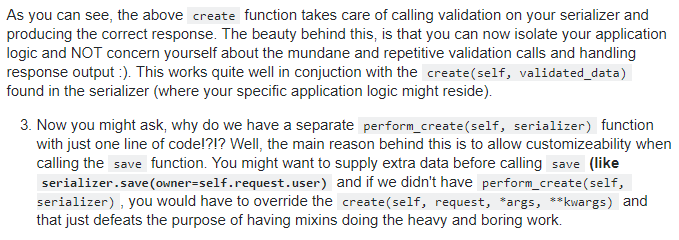 As you can see, the above create function takes care of calling validation on your serializer and
producing the correct response. The beauty behind this, is that you can now isolate your application
logic and NOT concern yourself about the mundane and repetitive validation calls and handling
response output :). This works quite well in conjuction with the create(self, validated_data)
found in the serializer (where your specific application logic might reside).
3. Now you might ask, why do we have a separate perform_create(self, serializer) function
with just one line of code!?!? Well, the main reason behind this is to allow customizeability when
calling the save function. You might want to supply extra data before calling save (like
serializer.save(owner=self.request.user) and if we didn't have perform_create(self,
serializer) , you would have to override the create(self, request, *args, **kwargs) and
that just defeats the purpose of having mixins doing the heavy and boring work.